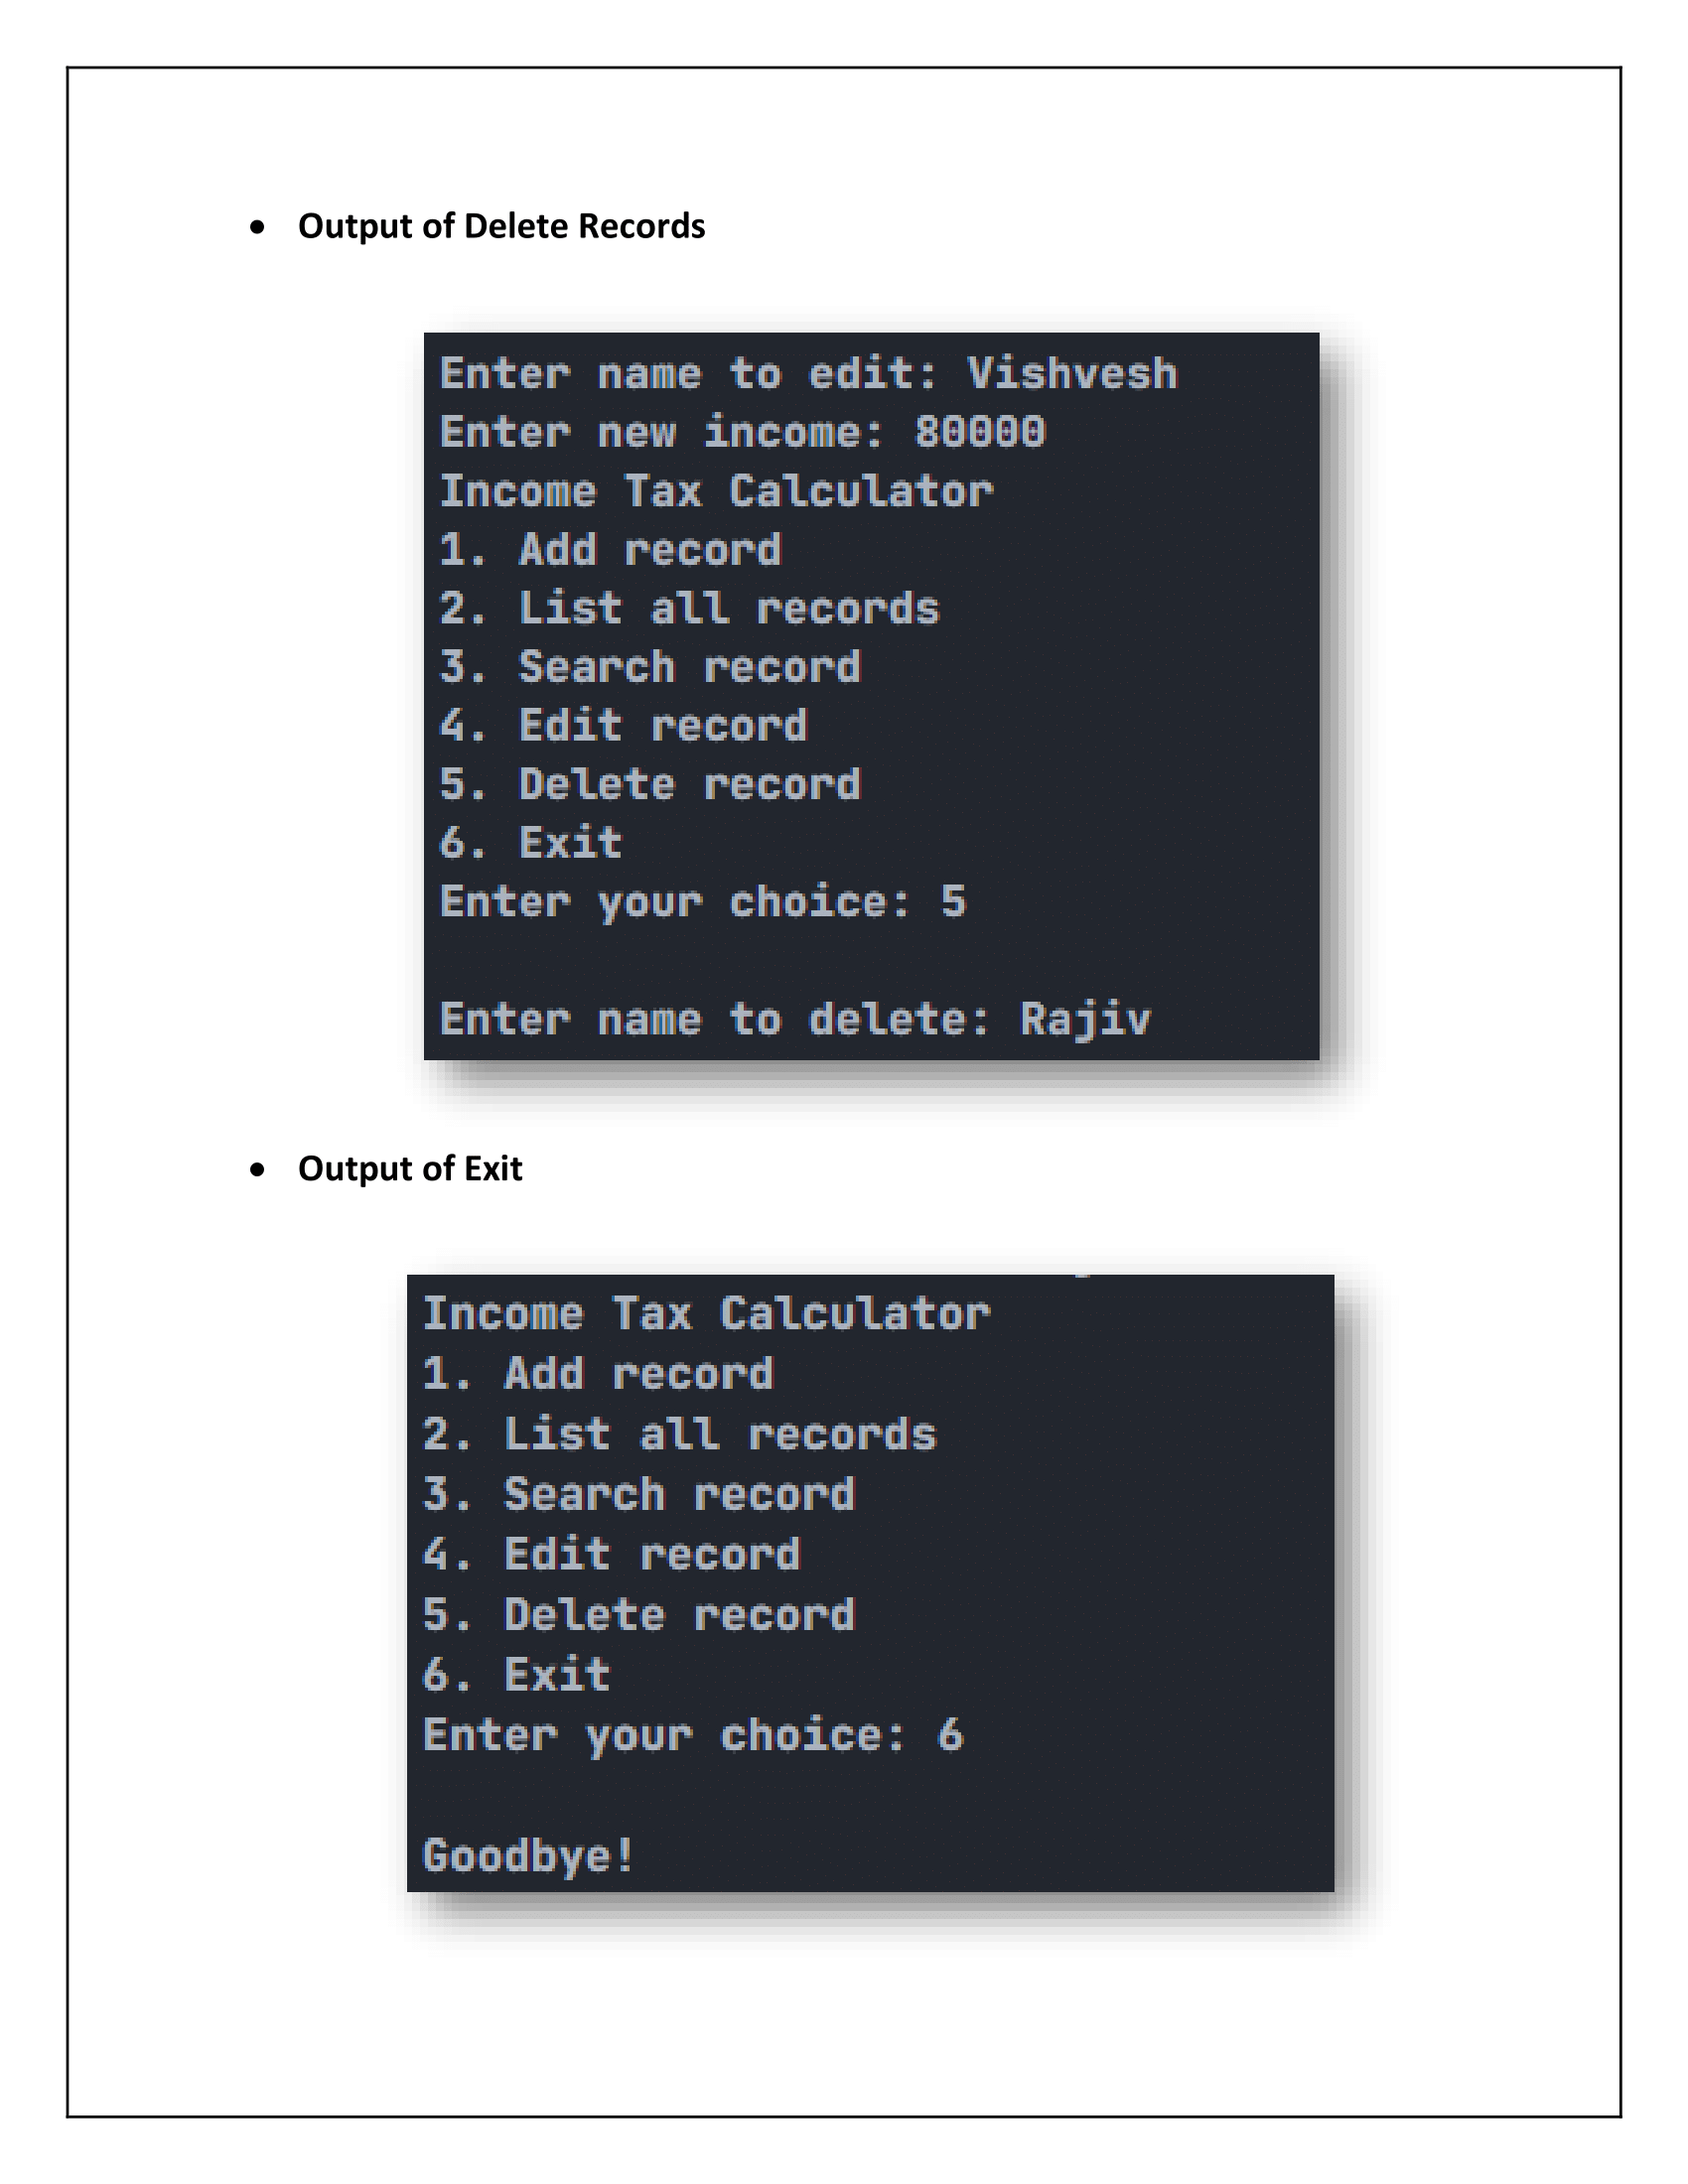 • Output of Delete Records
Enter name to edit: Vishvesh
Enter new income: 80000
Income Tax Calculator
1. Add record
2. List all records
3. Search record
4. Edit record
5. Delete record
6. Exit
Enter your choice: 5
Enter name to delete: Rajiv
• Output of Exit
Income Tax Calculator
1. Add record
2. List all records
3. Search record
4. Edit record
5. Delete record
6. Exit
Enter your choice: 6
Goodbye!